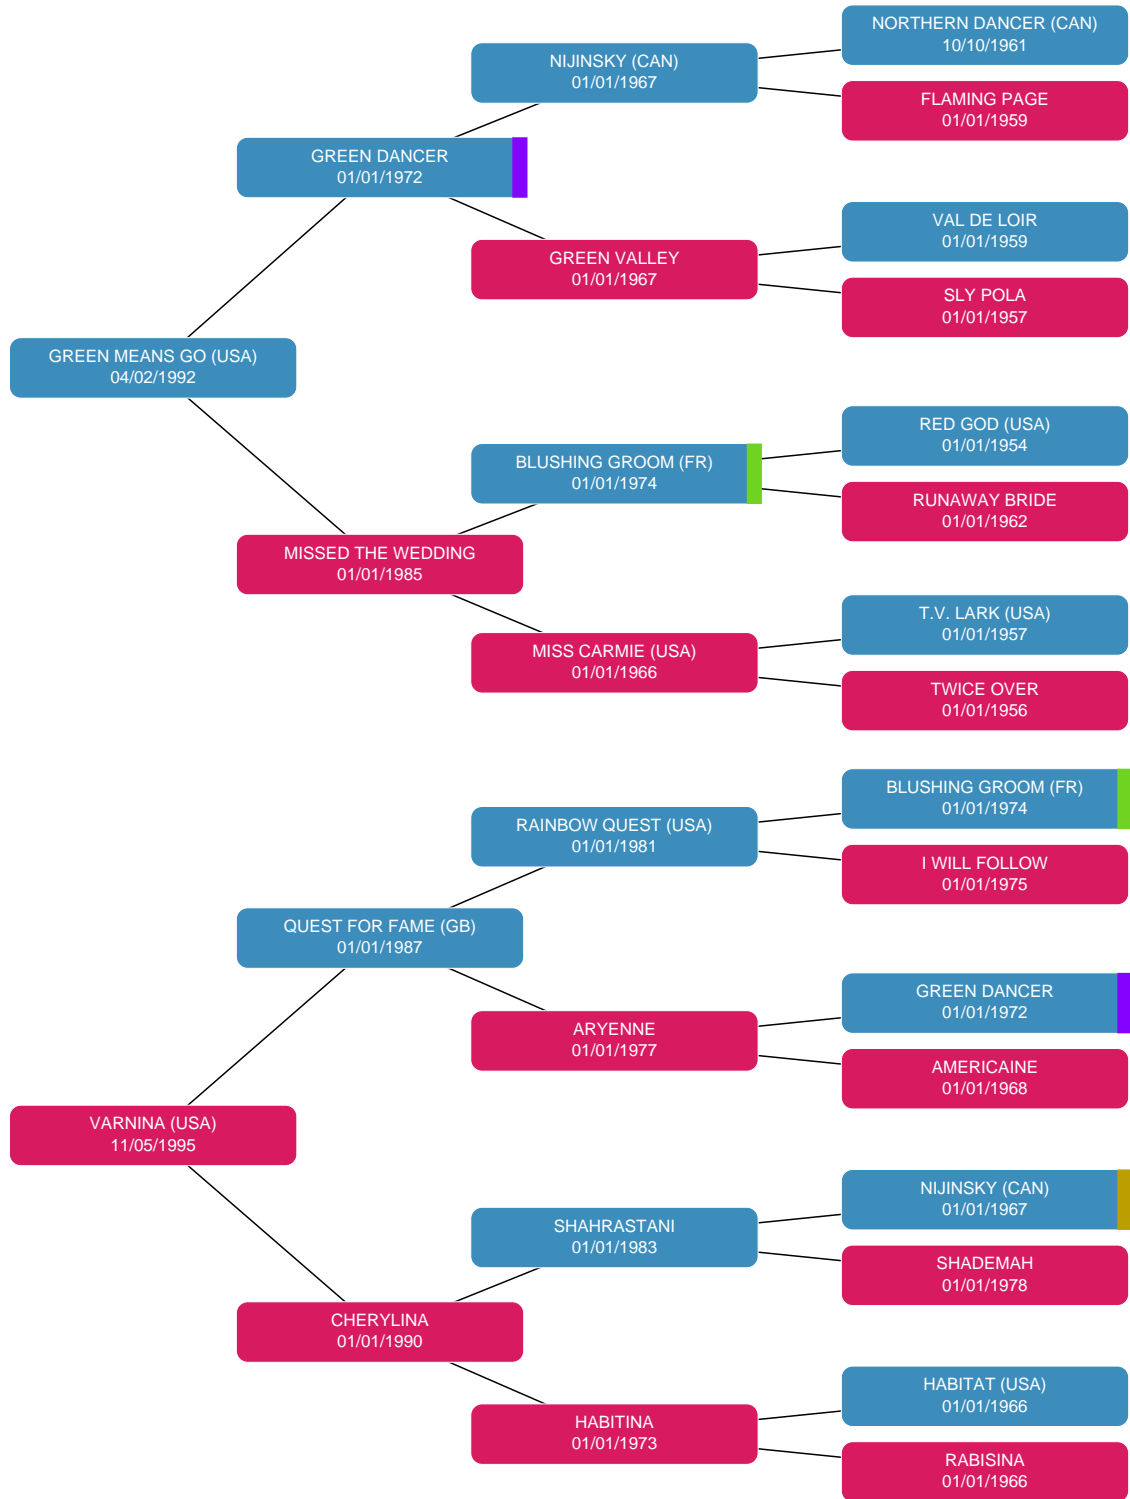 NORTHERN DANCER (CAN)
10/10/1961
NIJINSKY (CAN)
01/01/1967
FLAMING PAGE
01/01/1959
GREEN DANCER
01/01/1972
VAL DE LOIR
01/01/1959
GREEN VALLEY
01/01/1967
SLY POLA
01/01/1957
GREEN MEANS GO (USA)
04/02/1992
RED GOD (USA)
01/01/1954
BLUSHING GROOM (FR)
01/01/1974
RUNAWAY BRIDE
01/01/1962
MISSED THE WEDDING
01/01/1985
T.V. LARK (USA)
01/01/1957
MISS CARMIE (USA)
01/01/1966
TWICE OVER
01/01/1956
BLUSHING GROOM (FR)
01/01/1974
RAINBOW QUEST (USA)
01/01/1981
I WILL FOLLOW
01/01/1975
QUEST FOR FAME (GB)
01/01/1987
GREEN DANCER
01/01/1972
ARYENNE
01/01/1977
AMERICAINE
01/01/1968
VARNINA (USA)
11/05/1995
NIJINSKY (CAN)
01/01/1967
SHAHRASTANI
01/01/1983
SHADEMAH
01/01/1978
CHERYLINA
01/01/1990
HABITAT (USA)
01/01/1966
HABITINA
01/01/1973
RABISINA
01/01/1966